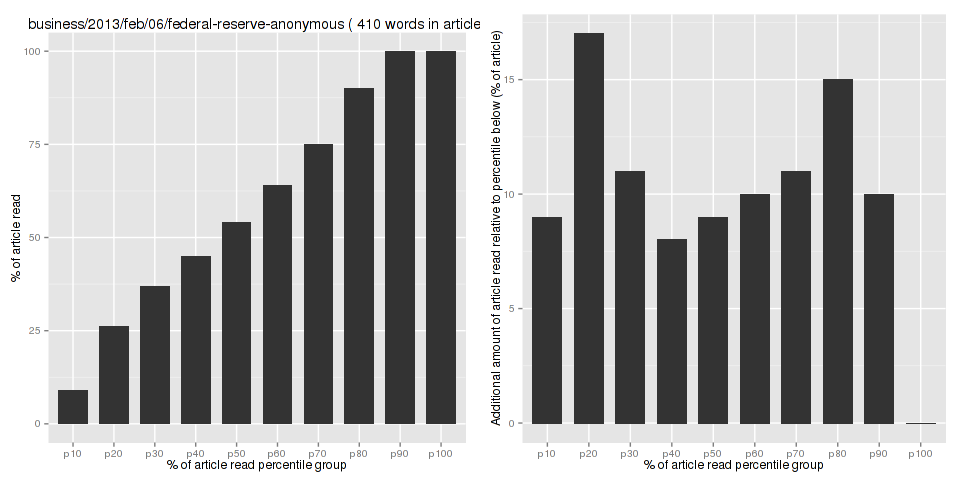 business/2013/feb/06/federal-reserve-anonymous ( 410 words in article
% of article read
100
75
50
25
0
p10 p20 p30 p40 p50 p60 p70 p80 p90 p100
% of article read percentile group
Additional amount of article read relative to percentile below (% of article)
15
10
5
0
p10 p20 p30 p40 p50 p60 p70 p80 p90 p100
% of article read percentile group